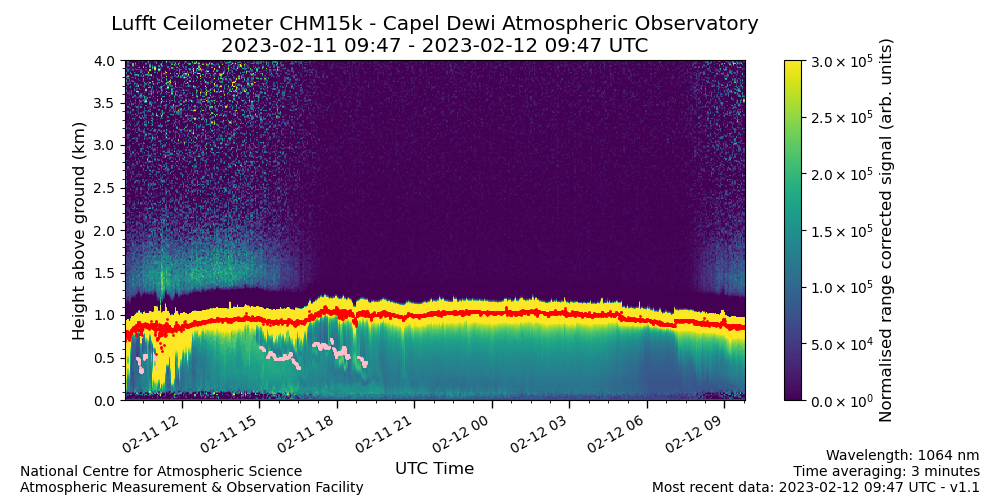 Lufft Ceilometer CHM15k - Capel Dewi Atmospheric Observatory
2023-02-11 09:47 - 2023-02-12 09:47 UTC
Height above ground (km)
4.0
3.5
3.0
2.5
2.0
1.5
1.0
0.5
0.0
02-11 12
02-11 15
02-11 18
02-11 21
02-12 00
02-12 03
02-12 06
02-12 09
UTC Time
3.0 × 10⁵
2.5 × 10⁵
2.0 × 10⁵
1.5 × 10⁵
1.0 × 10⁵
5.0 × 10⁴
0.0 × 10⁰
Normalised range corrected signal (arb. units)
National Centre for Atmospheric Science
Atmospheric Measurement & Observation Facility
Wavelength: 1064 nm
Time averaging: 3 minutes
Most recent data: 2023-02-12 09:47 UTC - v1.1